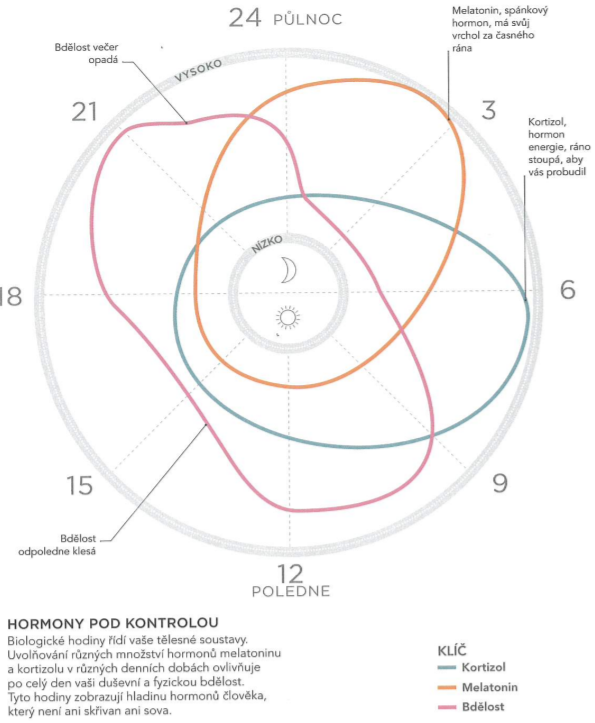 24 PŮLNOC
Melatonin, spánkový
hormon, má svůj
vrchol za časného
rána
Bdělost večer
opadá
VYSOKO
21
3
Kortizol,
hormon
energie, ráno
stoupá, aby
vás probudil
NÍZKO
18
6
15
9
Bdělost
odpoledne klesá
12
POLEDNE
HORMONY POD KONTROLOU
Biologické hodiny řídí vaše tělesné soustavy.
Uvolňování různých množství hormonů melatoninu
a kortizolu v různých denních dobách ovlivňuje
po celý den vaši duševní a fyzickou bdělost.
Tyto hodiny zobrazují hladinu hormonů člověka,
který není ani skřivan ani sova.
KLÍČ
Kortizol
Melatonin
Bdělost